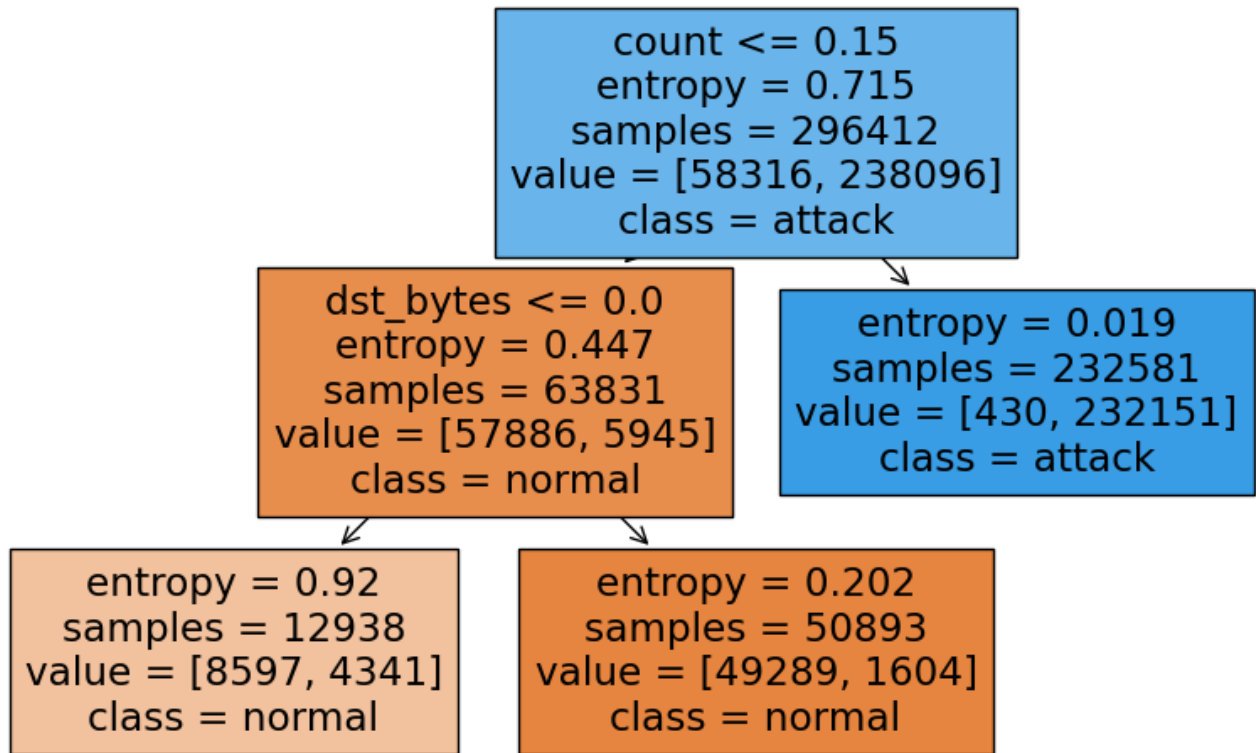 count <= 0.15
entropy = 0.715
samples = 296412
value = [58316, 238096]
class = attack
dst_bytes <= 0.0
entropy = 0.447
samples = 63831
value = [57886, 5945]
class = normal
entropy = 0.019
samples = 232581
value = [430, 232151]
class = attack
entropy = 0.92
samples = 12938
value = [8597, 4341]
class = normal
entropy = 0.202
samples = 50893
value = [49289, 1604]
class = normal